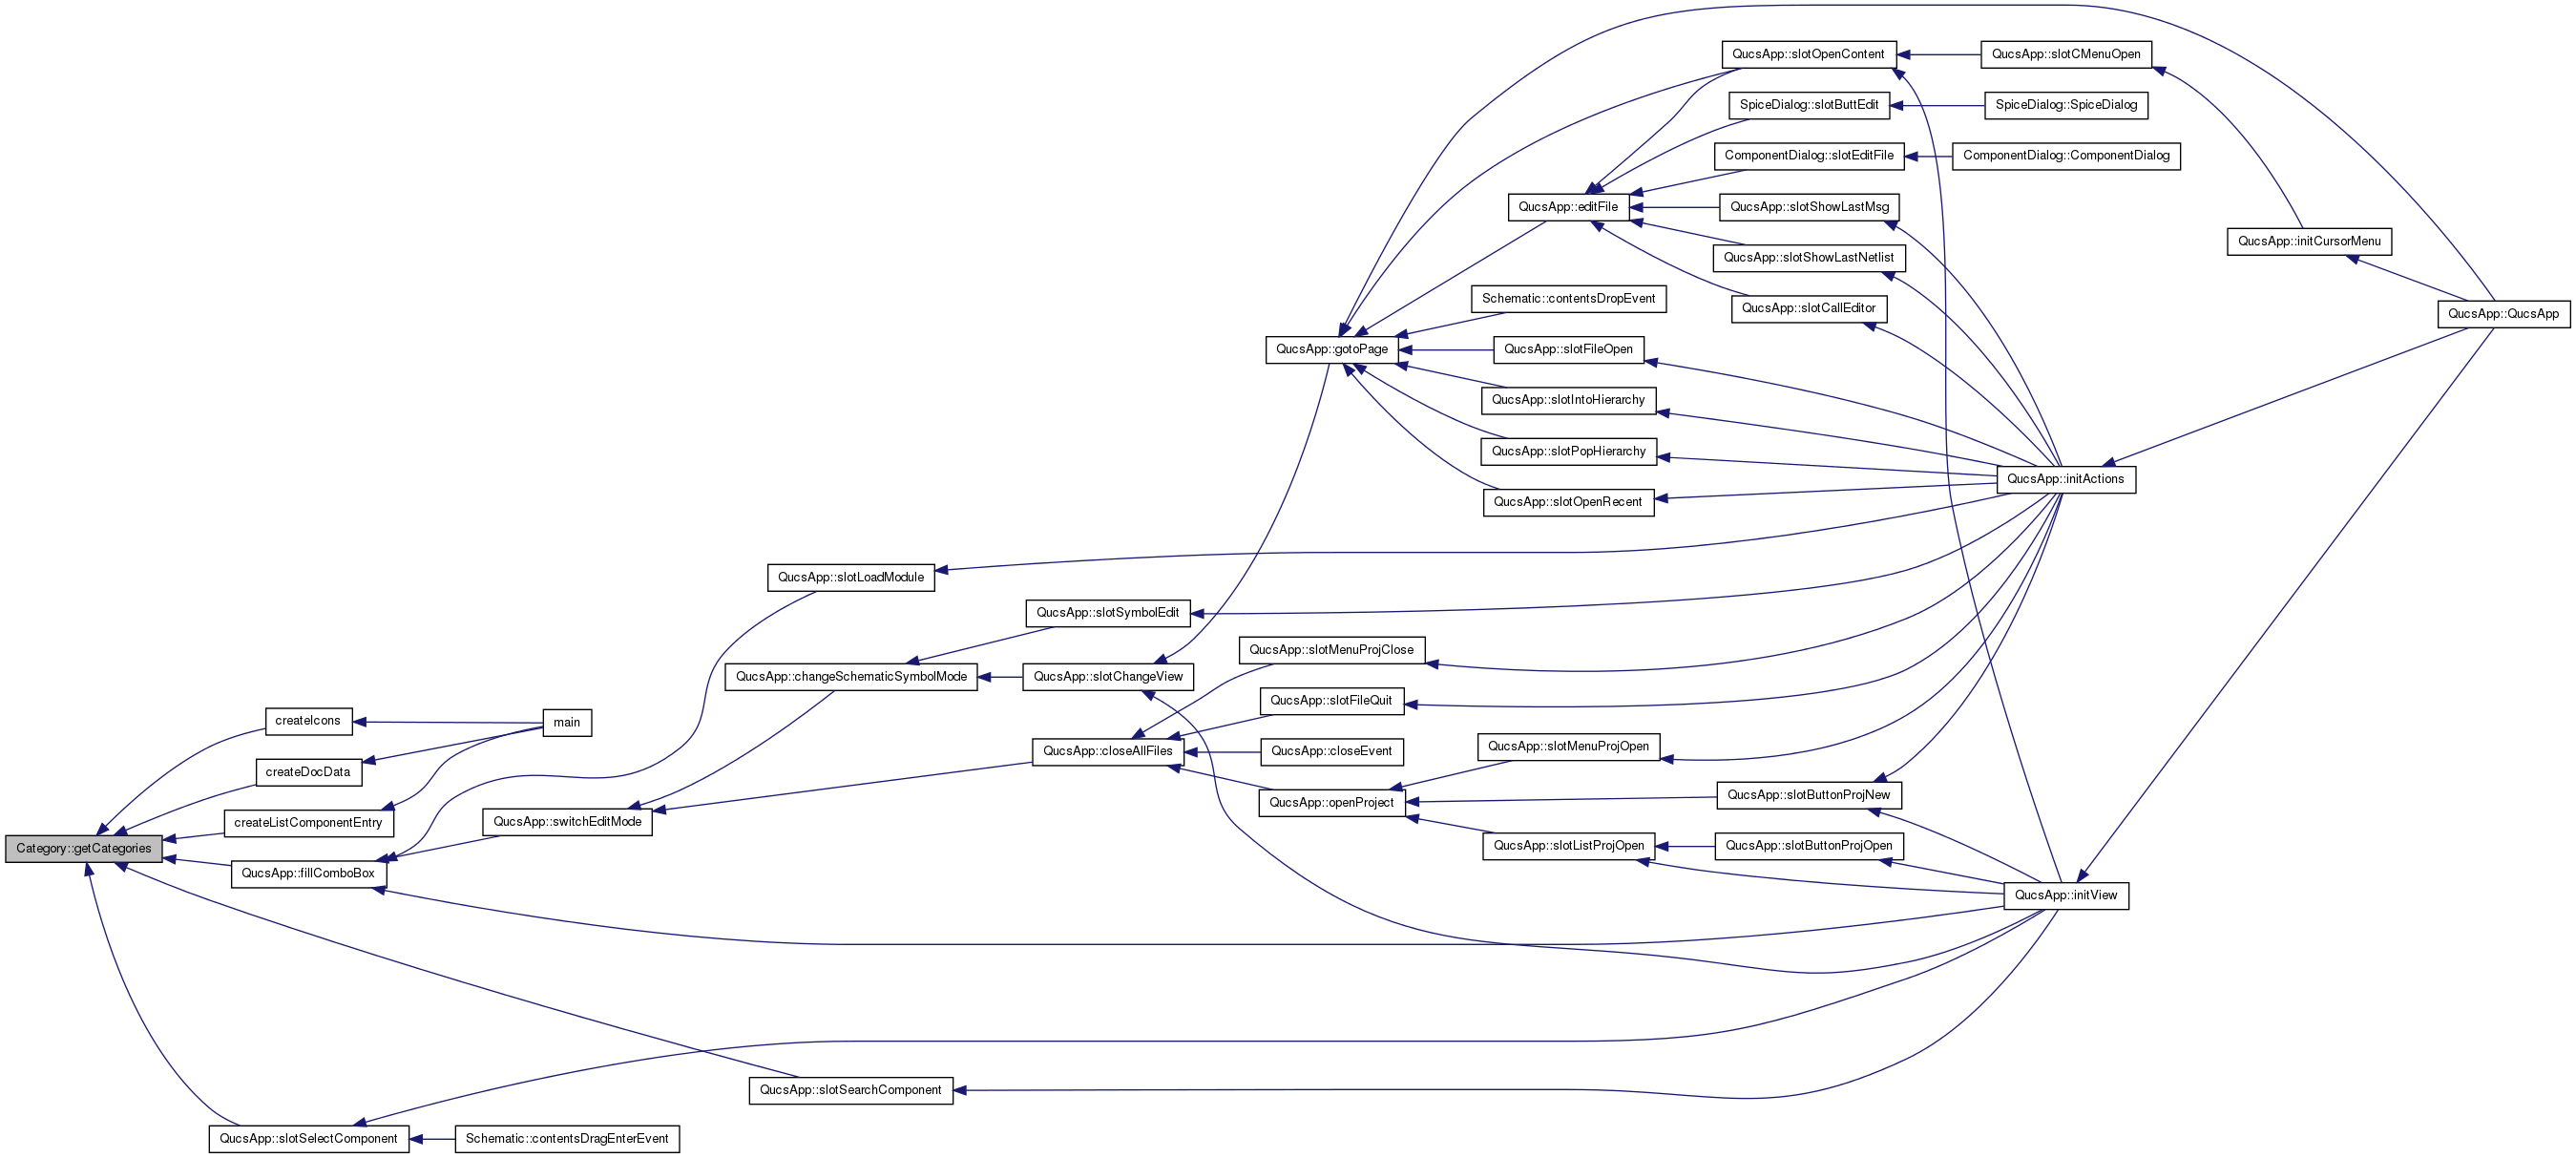 QucsApp::slotOpenContent
QucsApp::slotCMenuOpen
SpiceDialog::slotButtEdit
SpiceDialog::SpiceDialog
ComponentDialog::slotEditFile
ComponentDialog::ComponentDialog
QucsApp::editFile
QucsApp::slotShowLastMsg
QucsApp::initCursorMenu
QucsApp::slotShowLastNetlist
Schematic::contentsDropEvent
QucsApp::slotCallEditor
QucsApp::QucsApp
QucsApp::gotoPage
QucsApp::slotFileOpen
QucsApp::slotIntoHierarchy
QucsApp::slotPopHierarchy
QucsApp::initActions
QucsApp::slotOpenRecent
QucsApp::slotLoadModule
QucsApp::slotSymbolEdit
QucsApp::slotMenuProjClose
QucsApp::changeSchematicSymbolMode
QucsApp::slotChangeView
QucsApp::slotFileQuit
createIcons
main
QucsApp::closeAllFiles
QucsApp::closeEvent
QucsApp::slotMenuProjOpen
createDocData
QucsApp::openProject
QucsApp::slotButtonProjNew
createListComponentEntry
QucsApp::switchEditMode
Category::getCategories
QucsApp::slotListProjOpen
QucsApp::slotButtonProjOpen
QucsApp::fillComboBox
QucsApp::initView
QucsApp::slotSearchComponent
QucsApp::slotSelectComponent
Schematic::contentsDragEnterEvent